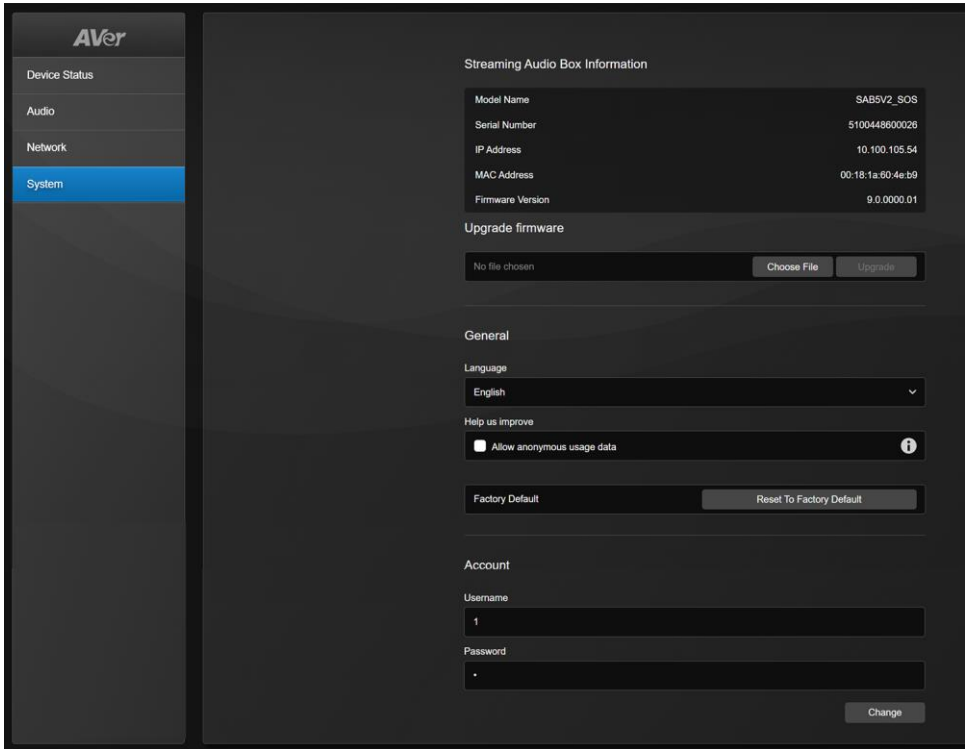 AVer
Device Status
Audio
Network
System
Streaming Audio Box Information
Model Name SAB5V2_SOS
Serial Number 5100448600026
IP Address 10.100.105.54
MAC Address 00:18:1a:60:4e:b9
Firmware Version 9.0.0000.01
Upgrade firmware
No file chosen Choose File Upgrade
General
Language
English
Help us improve
Allow anonymous usage data
Factory Default Reset To Factory Default
Account
Username
1
Password
•
Change